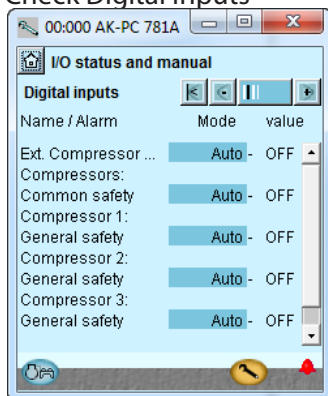 Check Digital inputs
00:000 AK-PC 781A
I/O status and manual
Digital inputs
Name / Alarm Mode value
Ext. Compressor ... Auto - OFF
Compressors:
Common safety Auto - OFF
Compressor 1:
General safety Auto - OFF
Compressor 2:
General safety Auto - OFF
Compressor 3:
General safety Auto - OFF